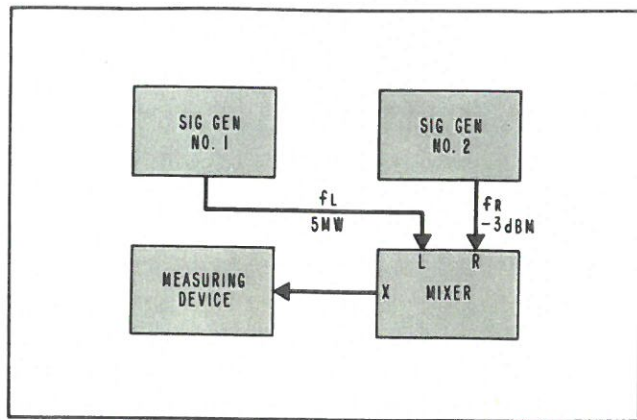 SIG GEN
NO. 1
SIG GEN
NO. 2
fL
5MW
fR
-3dBM
L
R
MEASURING
DEVICE
X
MIXER